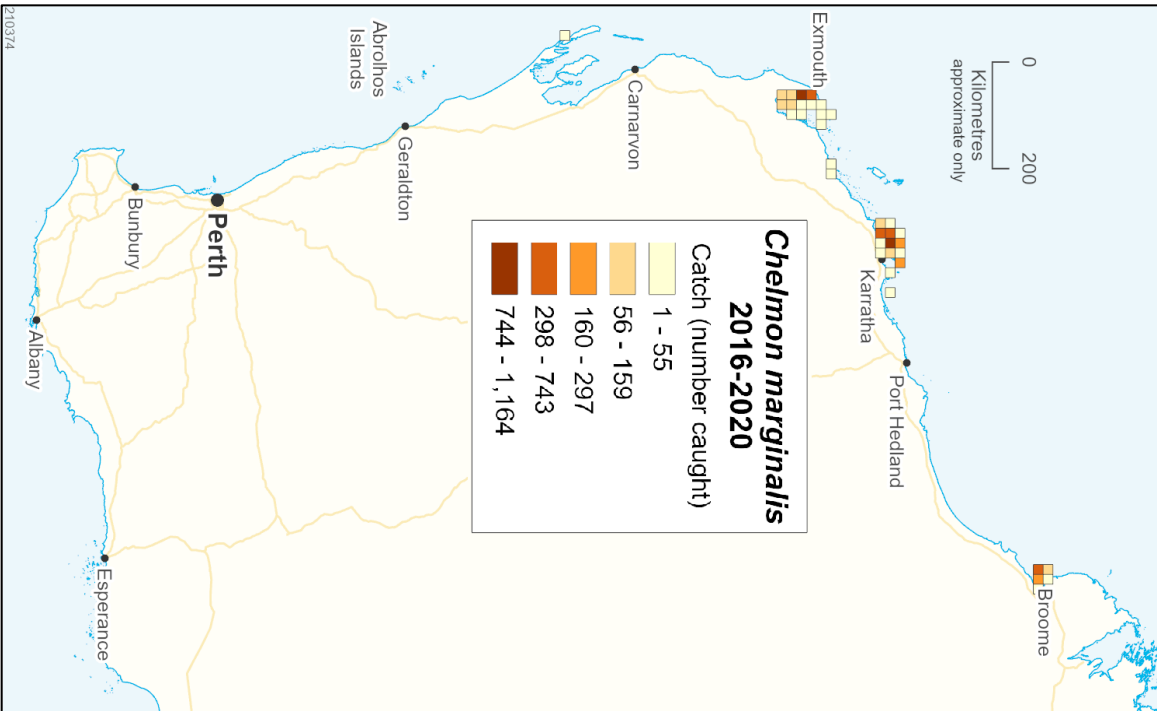 0
200
Kilometres
approximate only
Exmouth
Carnarvon
Abrolhos
Islands
Geraldton
Karratha
Port Hedland
Broome
Perth
Bunbury
Albany
Esperance
Chelmon marginalis
2016-2020
Catch (number caught)
1 - 55
56 - 159
160 - 297
298 - 743
744 - 1,164
210374